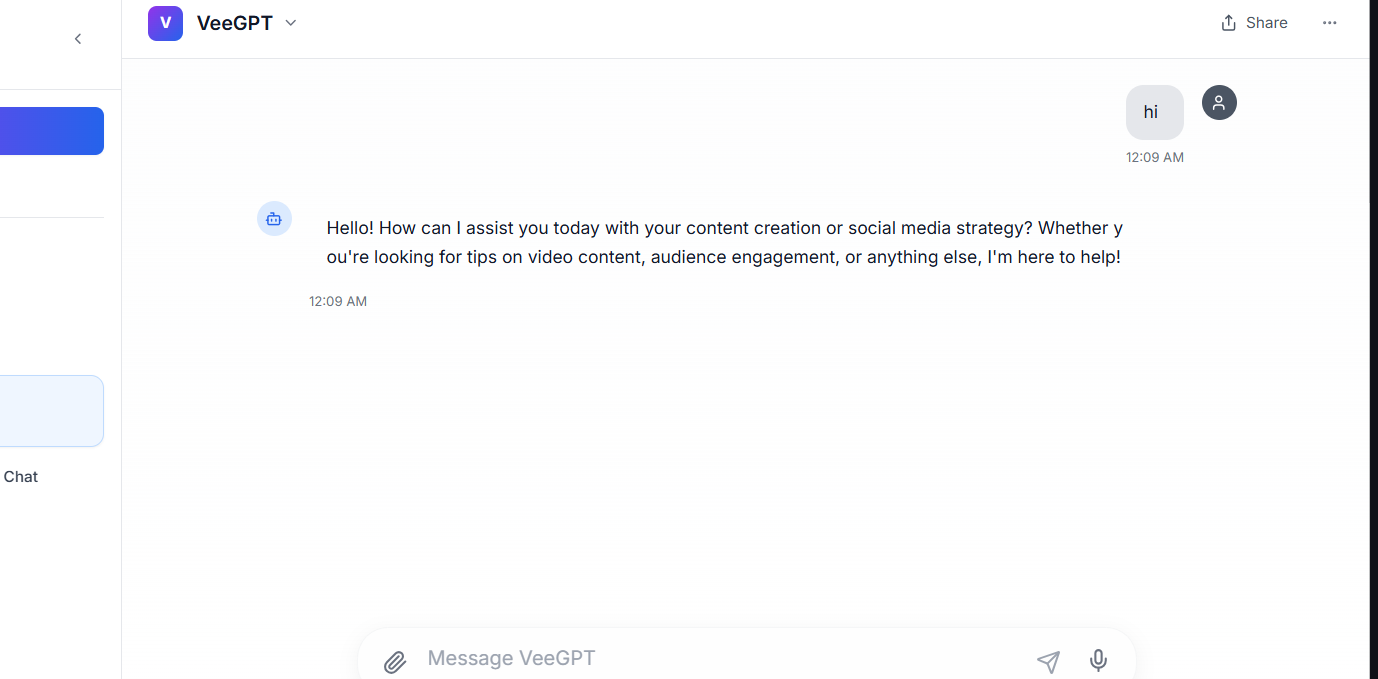 V VeeGPT
Share
hi
12:09 AM
Hello! How can I assist you today with your content creation or social media strategy? Whether y
ou're looking for tips on video content, audience engagement, or anything else, I'm here to help!
12:09 AM
Chat
Message VeeGPT